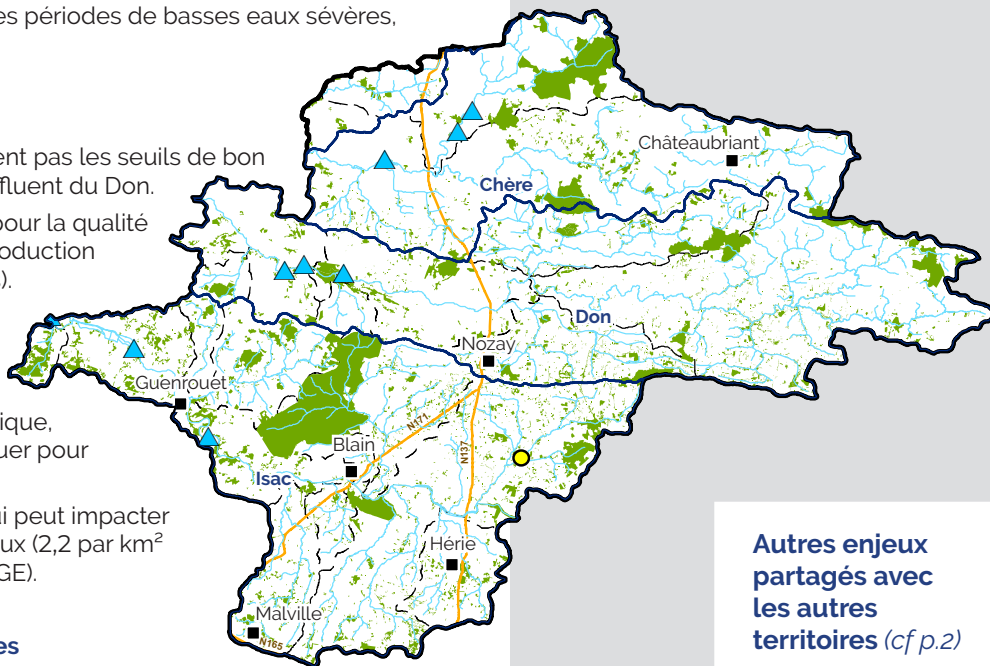 es périodes de basses eaux sévères,
ent pas les seuils de bon
ffluent du Don.
pour la qualité
oduction
).
ique,
uer pour
ui peut impacter
ux (2,2 par km²
GE).
es
Châteaubriant
Chère
Don
Nozay
Guenrouët
N171
N137
Blain
Isac
Hérie
Malville
N165
Autres enjeux
partagés avec
les autres
territoires (cf p.2)